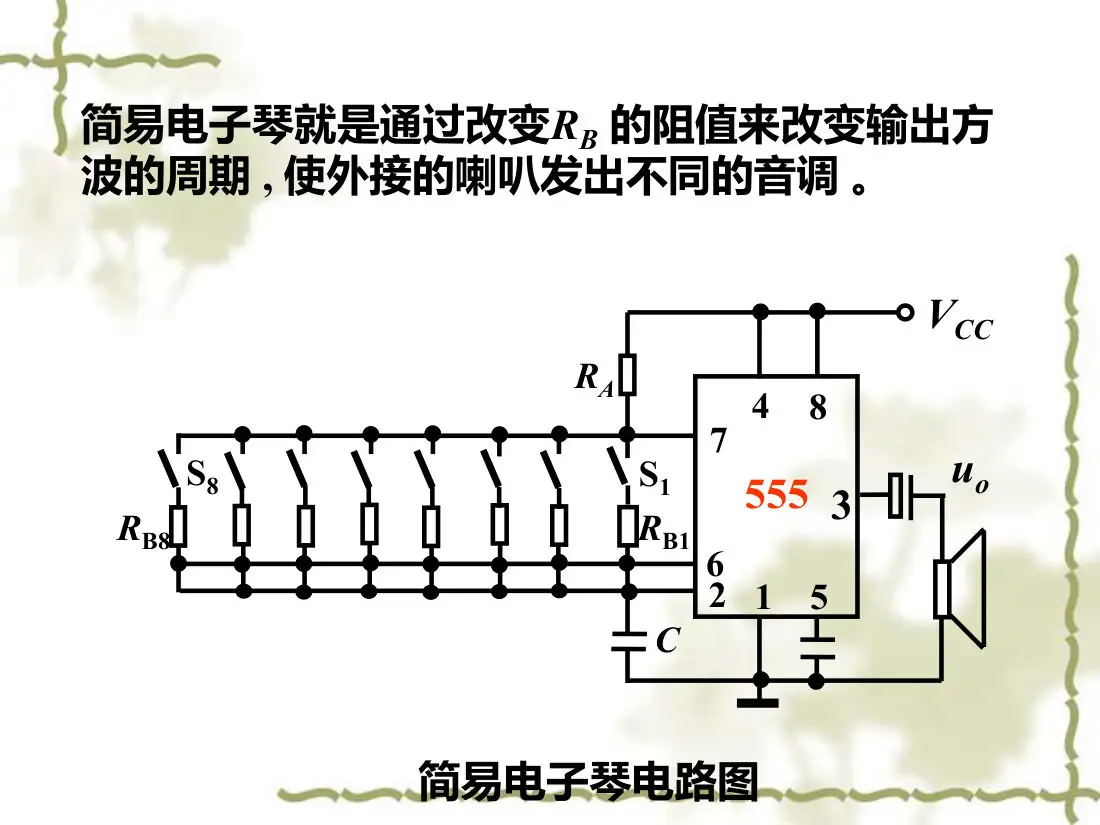 简易电子琴就是通过改变RB 的阻值来改变输出方
波的周期 , 使外接的喇叭发出不同的音调 。
VCC
RA
4 8
7
S8
S1
555
3
uo
RB8
RB1
6
2 1 5
C
简易电子琴电路图